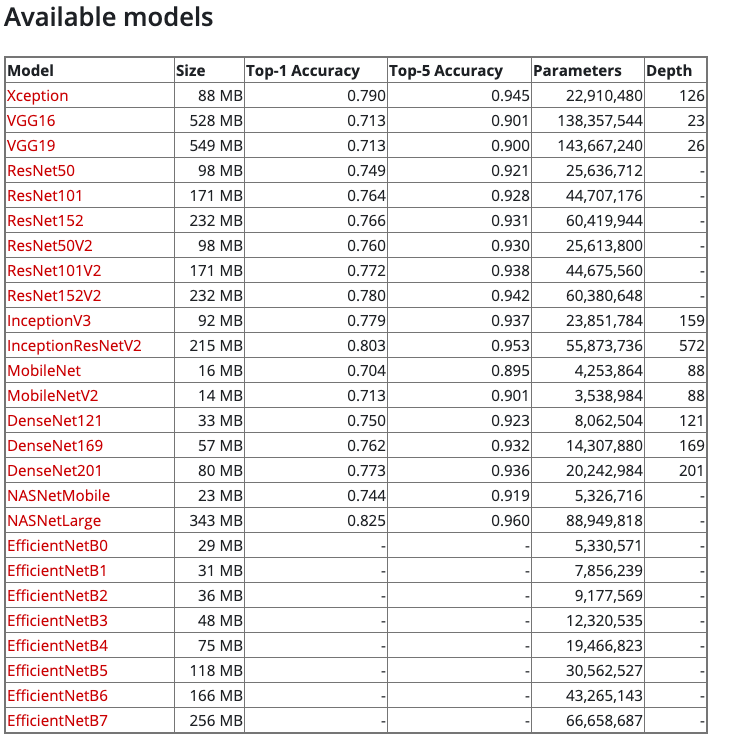 Available models
Model Size Top-1 Accuracy Top-5 Accuracy Parameters Depth
Xception 88 MB 0.790 0.945 22,910,480 126
VGG16 528 MB 0.713 0.901 138,357,544 23
VGG19 549 MB 0.713 0.900 143,667,240 26
ResNet50 98 MB 0.749 0.921 25,636,712 -
ResNet101 171 MB 0.764 0.928 44,707,176 -
ResNet152 232 MB 0.766 0.931 60,419,944 -
ResNet50V2 98 MB 0.760 0.930 25,613,800 -
ResNet101V2 171 MB 0.772 0.938 44,675,560 -
ResNet152V2 232 MB 0.780 0.942 60,380,648 -
InceptionV3 92 MB 0.779 0.937 23,851,784 159
InceptionResNetV2 215 MB 0.803 0.953 55,873,736 572
MobileNet 16 MB 0.704 0.895 4,253,864 88
MobileNetV2 14 MB 0.713 0.901 3,538,984 88
DenseNet121 33 MB 0.750 0.923 8,062,504 121
DenseNet169 57 MB 0.762 0.932 14,307,880 169
DenseNet201 80 MB 0.773 0.936 20,242,984 201
NASNetMobile 23 MB 0.744 0.919 5,326,716 -
NASNetLarge 343 MB 0.825 0.960 88,949,818 -
EfficientNetB0 29 MB - - 5,330,571 -
EfficientNetB1 31 MB - - 7,856,239 -
EfficientNetB2 36 MB - - 9,177,569 -
EfficientNetB3 48 MB - - 12,320,535 -
EfficientNetB4 75 MB - - 19,466,823 -
EfficientNetB5 118 MB - - 30,562,527 -
EfficientNetB6 166 MB - - 43,265,143 -
EfficientNetB7 256 MB - - 66,658,687 -